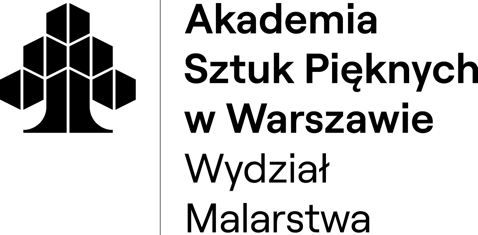 Akademia
Sztuk Pięknych
w Warszawie
Wydział
Malarstwa